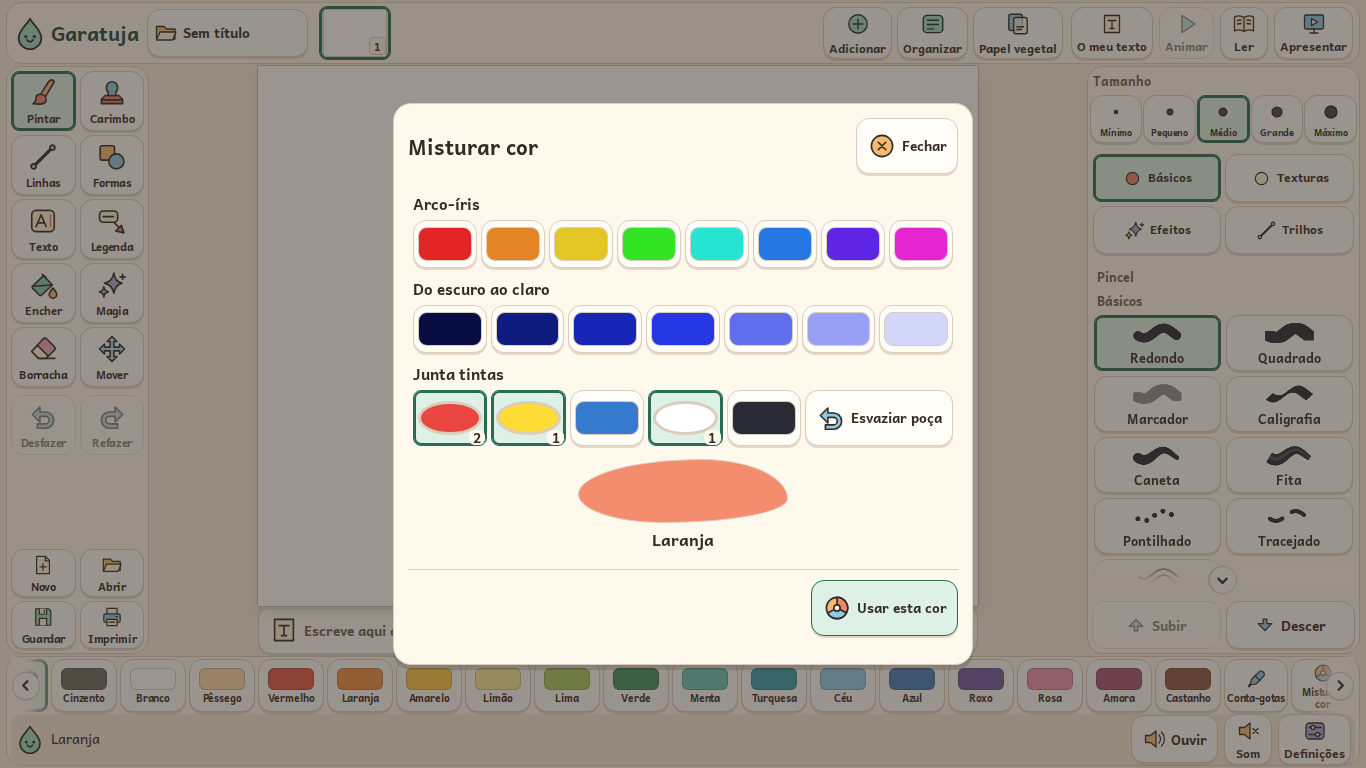 Garatuja
Sem título
1
Adicionar
Organizar
Papel vegetal
O meu texto
Animar
Ler
Apresentar
Pintar
Carimbo
Linhas
Formas
Texto
Legenda
Encher
Magia
Borracha
Mover
Desfazer
Refazer
Novo
Abrir
Guardar
Imprimir
Misturar cor
Fechar
Arco-íris
Do escuro ao claro
Junta tintas
2
1
1
Esvaziar poça
Laranja
Usar esta cor
Escreve aqui
Tamanho
Mínimo
Pequeno
Médio
Grande
Máximo
Básicos
Texturas
Efeitos
Trilhos
Pincel
Básicos
Redondo
Quadrado
Marcador
Caligrafia
Caneta
Fita
Pontilhado
Tracejado
Subir
Descer
Cinzento
Branco
Pêssego
Vermelho
Laranja
Amarelo
Limão
Lima
Verde
Menta
Turquesa
Céu
Azul
Roxo
Rosa
Amora
Castanho
Conta-gotas
cor
Laranja
Ouvir
Som
Definições